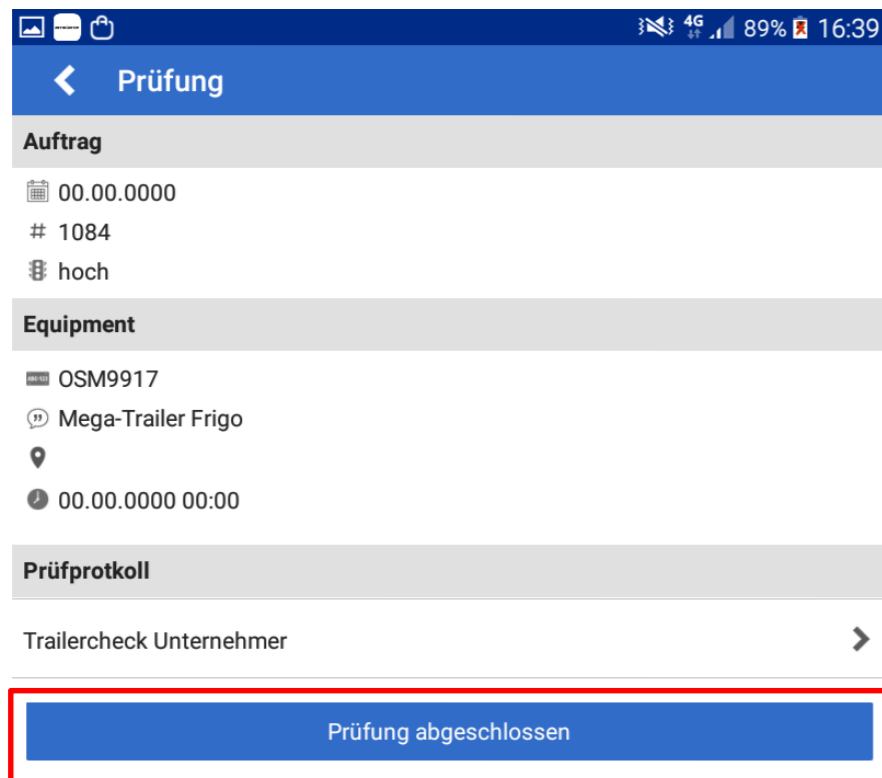 4G 89% 16:39
Prüfung
Auftrag
00.00.0000
# 1084
hoch
Equipment
OSM9917
Mega-Trailer Frigo
00.00.0000 00:00
Prüfprotkoll
Trailercheck Unternehmer
Prüfung abgeschlossen